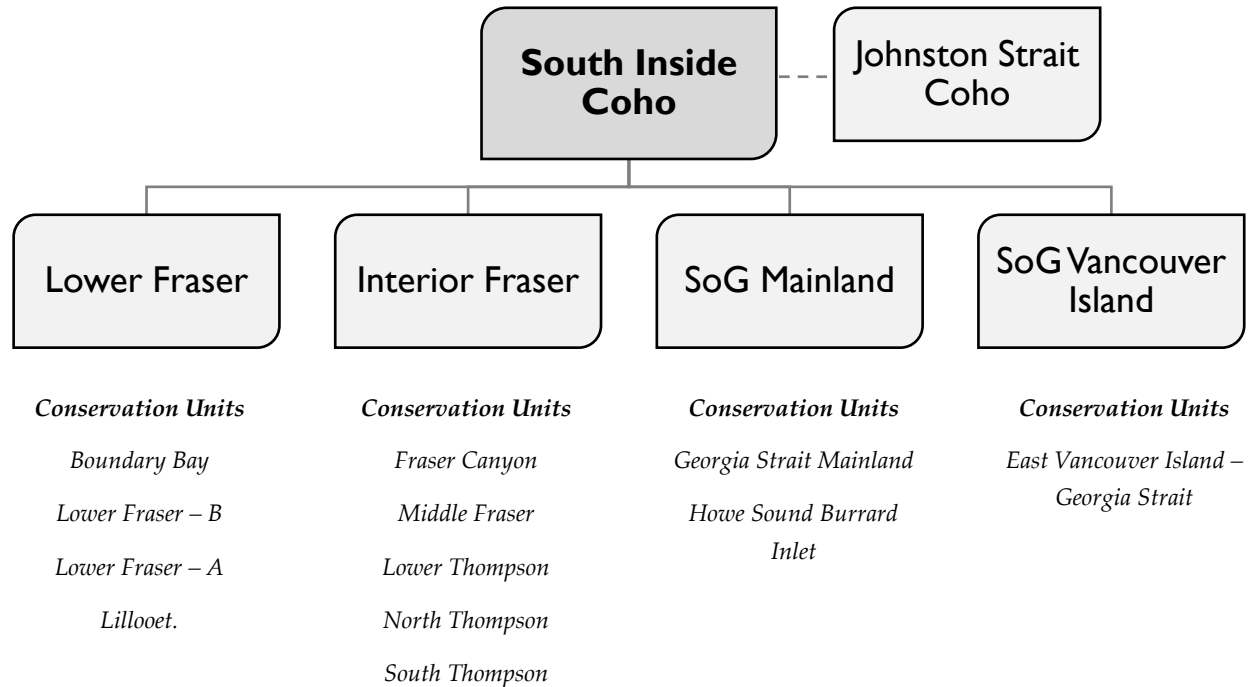 South Inside
Coho
Johnston Strait
Coho
Lower Fraser
Interior Fraser
SoG Mainland
SoG Vancouver
Island
Conservation Units
Boundary Bay
Lower Fraser – B
Lower Fraser – A
Lillooet.
Conservation Units
Fraser Canyon
Middle Fraser
Lower Thompson
North Thompson
South Thompson
Conservation Units
Georgia Strait Mainland
Howe Sound Burrard
Inlet
Conservation Units
East Vancouver Island –
Georgia Strait